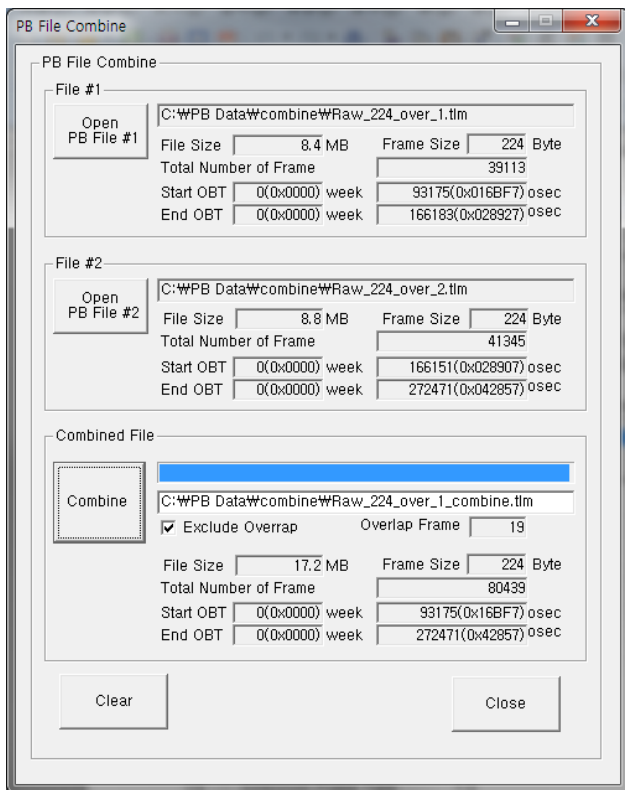 PB File Combine
PB File Combine
File #1
Open PB File #1
C:₩PB Data₩combine₩Raw_224_over_1.tlm
File Size 8.4 MB Frame Size 224 Byte
Total Number of Frame 39113
Start OBT 0(0x0000) week 93175(0x016BF7) osec
End OBT 0(0x0000) week 166183(0x028927) osec
File #2
Open PB File #2
C:₩PB Data₩combine₩Raw_224_over_2.tlm
File Size 8.8 MB Frame Size 224 Byte
Total Number of Frame 41345
Start OBT 0(0x0000) week 166151(0x028907) osec
End OBT 0(0x0000) week 272471(0x042857) osec
Combined File
Combine
C:₩PB Data₩combine₩Raw_224_over_1_combine.tlm
Exclude Overrap Overlap Frame 19
File Size 17.2 MB Frame Size 224 Byte
Total Number of Frame 80439
Start OBT 0(0x0000) week 93175(0x16BF7) osec
End OBT 0(0x0000) week 272471(0x42857) osec
Clear Close